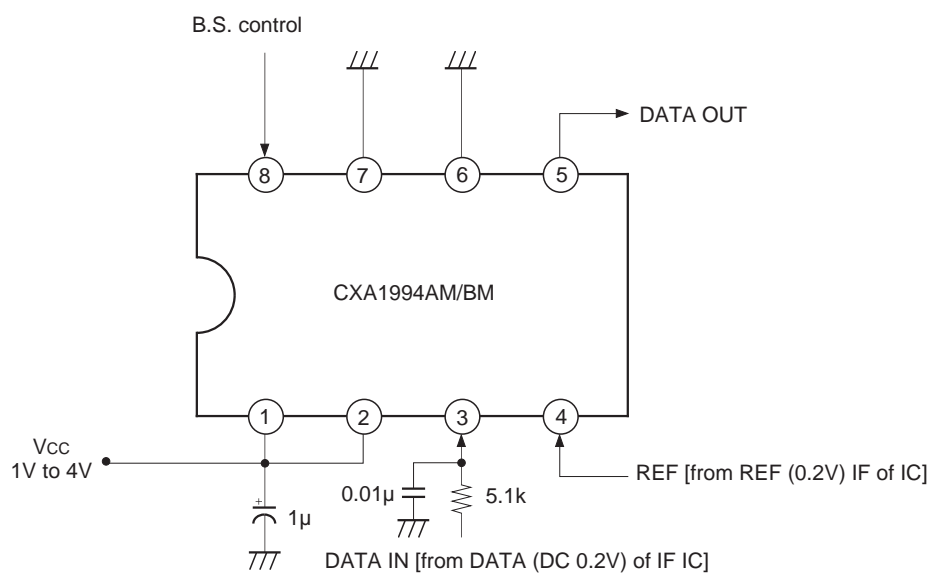 B.S. control
DATA OUT
8
7
6
5
CXA1994AM/BM
1
2
3
4
VCC
1V to 4V
REF [from REF (0.2V) IF of IC]
0.01µ
5.1k
+
1µ
DATA IN [from DATA (DC 0.2V) of IF IC]